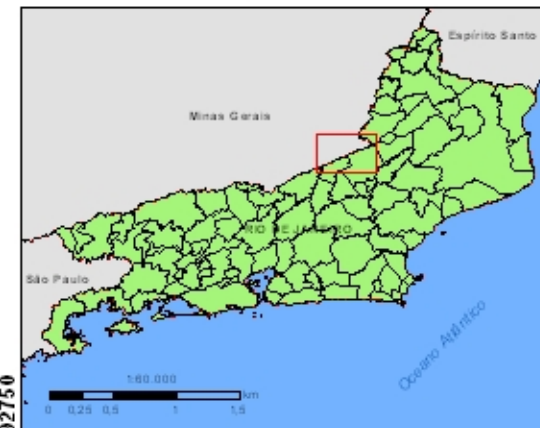 Espírito Santo
Minas Gerais
RIO DE JANEIRO
São Paulo
Oceano Atlântico
1:60.000
km
0 0,25 0,5 1 1,5